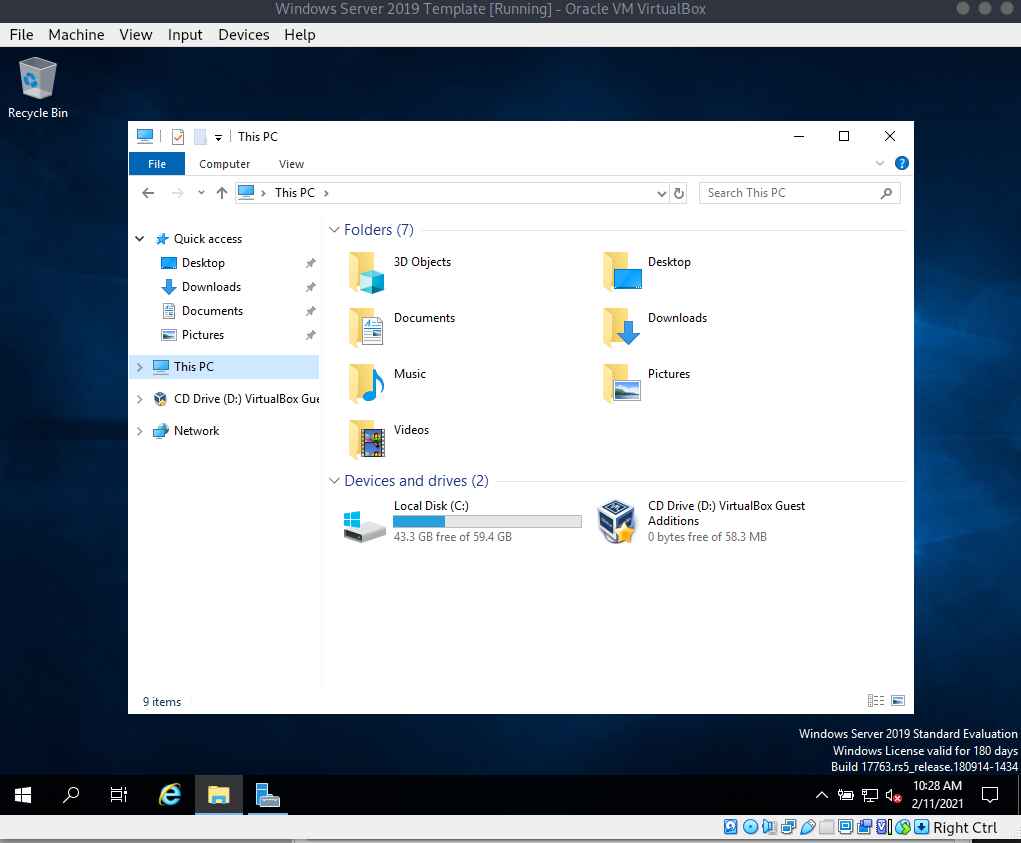 Windows Server 2019 Template [Running] - Oracle VM VirtualBox
File Machine View Input Devices Help
Recycle Bin
This PC
File Computer View
This PC
Search This PC
Quick access
Desktop
Downloads
Documents
Pictures
This PC
CD Drive (D:) VirtualBox Gue
Network
Folders (7)
3D Objects
Desktop
Documents
Downloads
Music
Pictures
Videos
Devices and drives (2)
Local Disk (C:)
43.3 GB free of 59.4 GB
CD Drive (D:) VirtualBox Guest
Additions
0 bytes free of 58.3 MB
9 items
Windows Server 2019 Standard Evaluation
Windows License valid for 180 days
Build 17763.rs5_release.180914-1434
10:28 AM
2/11/2021
Right Ctrl